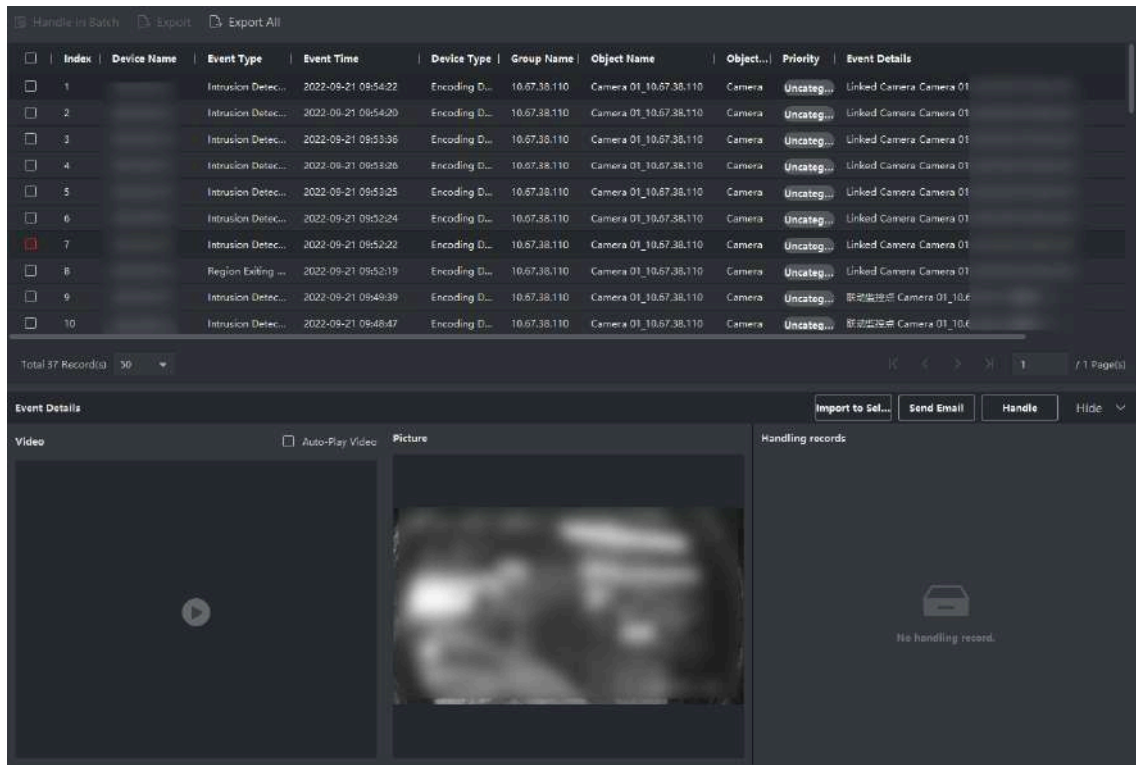 Handle in Batch Export Export All
Index Device Name Event Type Event Time Device Type Group Name Object Name Object... Priority Event Details
1 Intrusion Detec... 2022-09-21 09:54:22 Encoding D... 10.67.38.110 Camera 01_10.67.38.110 Camera Uncateg... Linked Camera Camera 01
2 Intrusion Detec... 2022-09-21 09:54:20 Encoding D... 10.67.38.110 Camera 01_10.67.38.110 Camera Uncateg... Linked Camera Camera 01
3 Intrusion Detec... 2022-09-21 09:53:36 Encoding D... 10.67.38.110 Camera 01_10.67.38.110 Camera Uncateg... Linked Camera Camera 01
4 Intrusion Detec... 2022-09-21 09:53:26 Encoding D... 10.67.38.110 Camera 01_10.67.38.110 Camera Uncateg... Linked Camera Camera 01
5 Intrusion Detec... 2022-09-21 09:53:25 Encoding D... 10.67.38.110 Camera 01_10.67.38.110 Camera Uncateg... Linked Camera Camera 01
6 Intrusion Detec... 2022-09-21 09:52:24 Encoding D... 10.67.38.110 Camera 01_10.67.38.110 Camera Uncateg... Linked Camera Camera 01
7 Intrusion Detec... 2022-09-21 09:52:22 Encoding D... 10.67.38.110 Camera 01_10.67.38.110 Camera Uncateg... Linked Camera Camera 01
8 Region Exiting ... 2022-09-21 09:52:19 Encoding D... 10.67.38.110 Camera 01_10.67.38.110 Camera Uncateg... Linked Camera Camera 01
9 Intrusion Detec... 2022-09-21 09:49:39 Encoding D... 10.67.38.110 Camera 01_10.67.38.110 Camera Uncateg... 联动监控点 Camera 01_10.6
10 Intrusion Detec... 2022-09-21 09:48:47 Encoding D... 10.67.38.110 Camera 01_10.67.38.110 Camera Uncateg... 联动监控点 Camera 01_10.6
Total 37 Record(s) 50 1 / 1 Page(s)
Event Details Import to Sel... Send Email Handle Hide
Video Auto-Play Video Picture Handling records
No handling record.